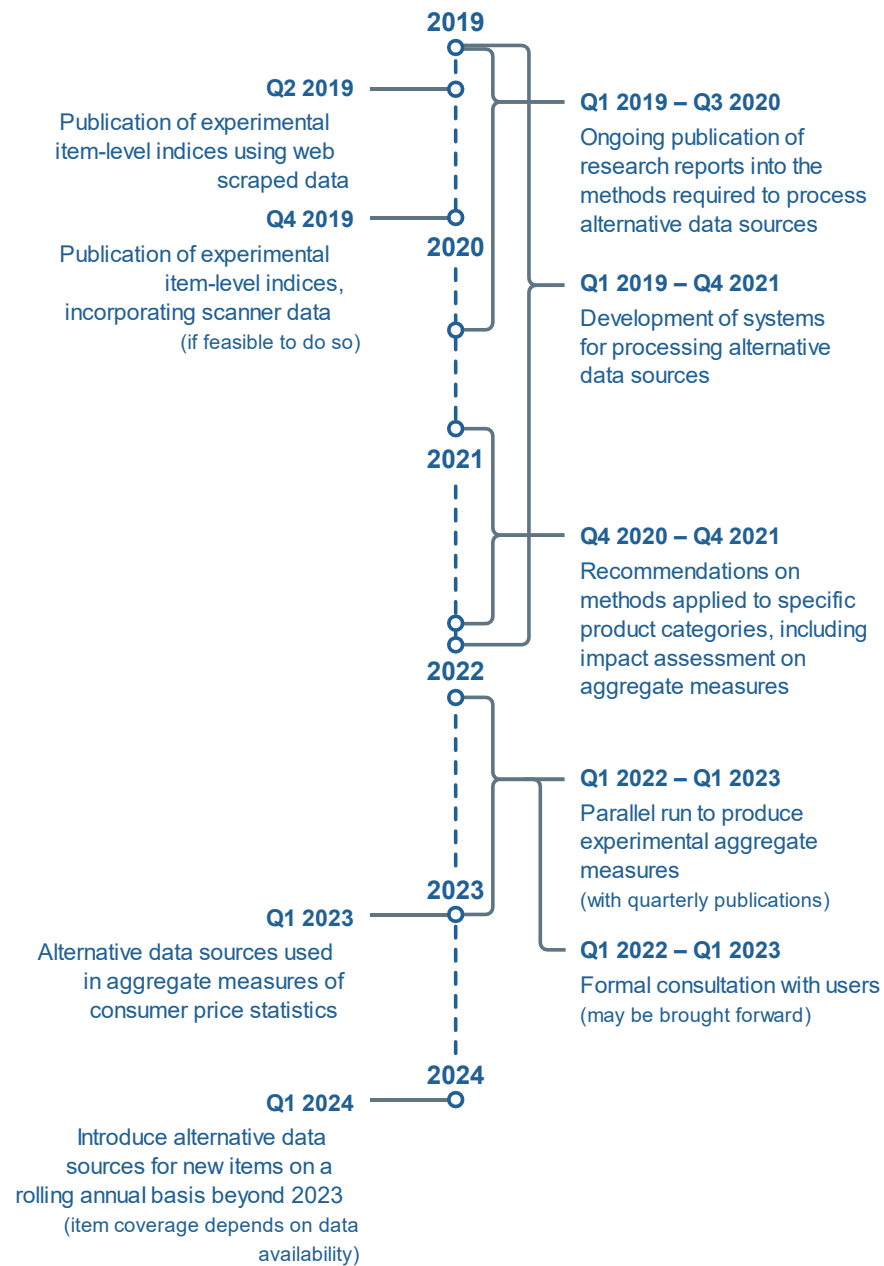 2019
Q2 2019
Publication of experimental
item-level indices using web
scraped data
Q1 2019 – Q3 2020
Ongoing publication of
research reports into the
methods required to process
alternative data sources
Q4 2019
Publication of experimental
item-level indices,
incorporating scanner data
(if feasible to do so)
2020
Q1 2019 – Q4 2021
Development of systems
for processing alternative
data sources
2021
Q4 2020 – Q4 2021
Recommendations on
methods applied to specific
product categories, including
impact assessment on
aggregate measures
2022
Q1 2022 – Q1 2023
Parallel run to produce
experimental aggregate
measures
(with quarterly publications)
2023
Q1 2023
Alternative data sources used
in aggregate measures of
consumer price statistics
Q1 2022 – Q1 2023
Formal consultation with users
(may be brought forward)
2024
Q1 2024
Introduce alternative data
sources for new items on a
rolling annual basis beyond 2023
(item coverage depends on data
availability)